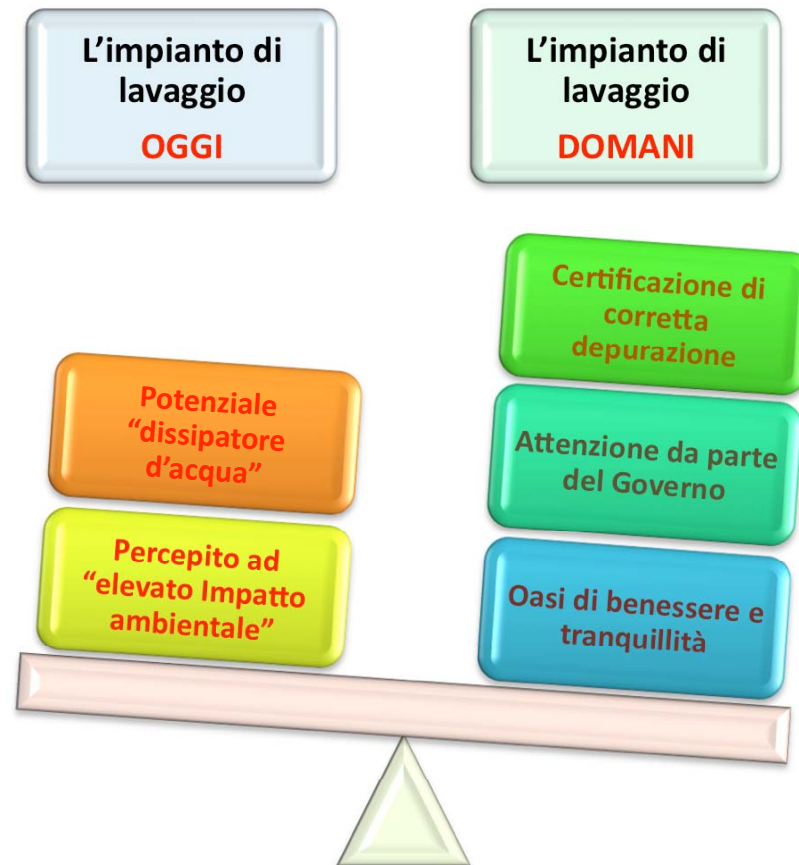 L’impianto di
lavaggio
OGGI
L’impianto di
lavaggio
DOMANI
Potenziale
“dissipatore
d’acqua”
Percepito ad
“elevato Impatto
ambientale”
Certificazione di
corretta
depurazione
Attenzione da parte
del Governo
Oasi di benessere e
tranquillità